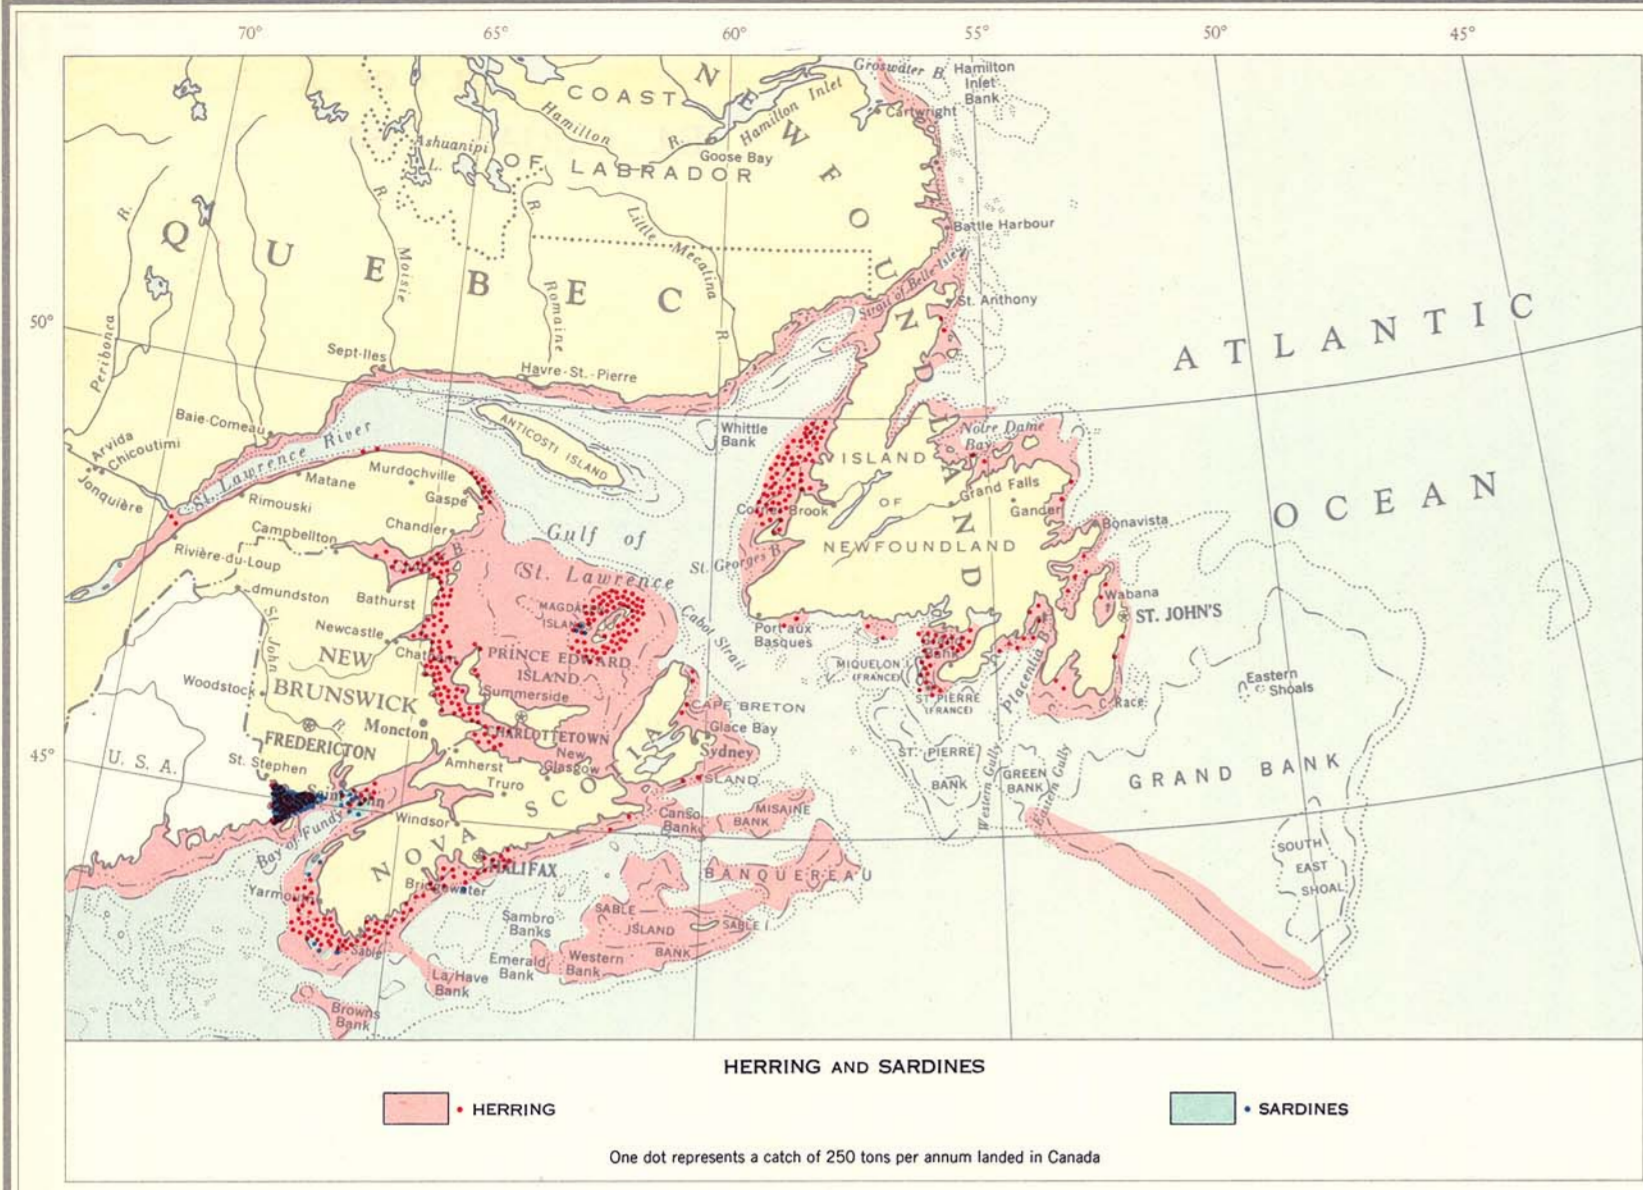 70° 65° 60° 55° 50° 45°
Groswater B. Hamilton
Inlet
Bank
COAST
NEWFOUNDLAND
Hamilton R.
Hamilton Inlet
Cartwright
Ashuanipi
L.
Goose Bay
OF LABRADOR
R.
R.
R.
Little Mecatina R.
QUEBEC
Moisie
Romaine
Battle Harbour
Strait of Belle Isle
St. Anthony
50°
ATLANTIC
Peribonca
Sept-Iles
Havre-St.-Pierre
Baie-Comeau
Arvida
Chicoutimi
Jonquière
St. Lawrence River
ANTICOSTI ISLAND
Whittle
Bank
Notre Dame
Bay
ISLAND
OF
NEWFOUNDLAND
Matane
Murdochville
Gaspe
Rimouski
Grand Falls
Gander
OCEAN
Corner Brook
Bonavista
Campbellton
Chandler
Gulf of
St. Lawrence
St. Georges B.
Rivière-du-Loup
dmundston
Bathurst
MAGDA
ISLAN
Cabot Strait
Wabana
ST. JOHN'S
St. John R.
Newcastle
Chatham
NEW
BRUNSWICK
PRINCE EDWARD
ISLAND
Port aux
Basques
MIQUELON I.
(FRANCE)
Bank
Placentia B.
Woodstock
Summerside
ST. PIERRE
(FRANCE)
C. Race
Eastern
Shoals
Moncton
CAPE BRETON
ISLAND
Glace Bay
FREDERICTON
CHARLOTTETOWN
New
Glasgow
Sydney
45°
U. S. A.
St. Stephen
Amherst
Truro
ST. PIERRE
BANK
Western Gully
GREEN
BANK
Eastern Gully
GRAND BANK
Saint John
Bay of Fundy
Windsor
NOVA SCOTIA
Canso
Bank
MISAINE
BANK
SOUTH
EAST
SHOAL
HALIFAX
BANQUEREAU
Yarmouth
Bridgewater
Sambro
Banks
SABLE
ISLAND
BANK
SABLE I.
Sable
Emerald
Bank
Western
Bank
La Have
Bank
Browns
Bank
HERRING AND SARDINES
HERRING SARDINES
One dot represents a catch of 250 tons per annum landed in Canada